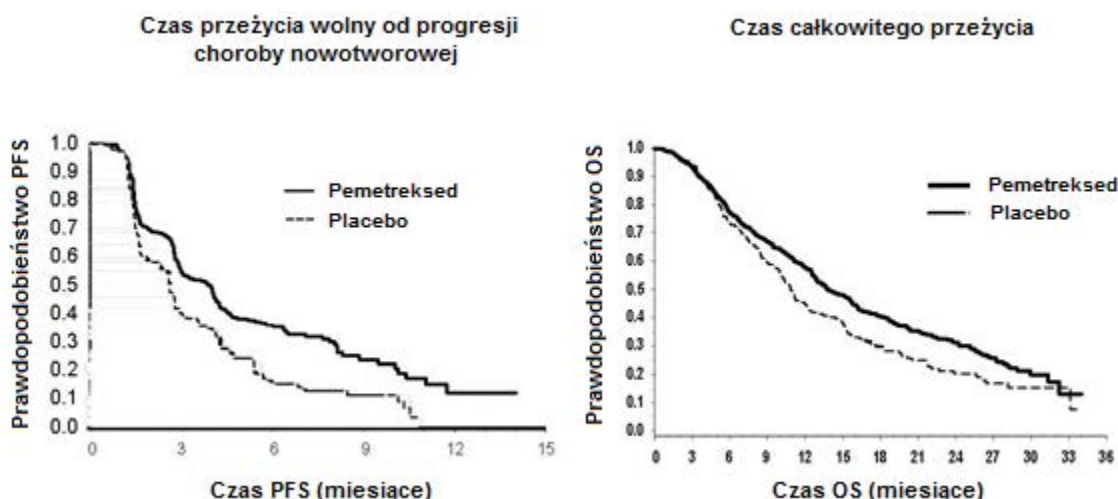 Czas przeżycia wolny od progresji
choroby nowotworowej
Prawdopodobieństwo PFS
1.0
0.9
0.8
0.7
0.6
0.5
0.4
0.3
0.2
0.1
0.0
Pemetreksed
Placebo
0 3 6 9 12 15
Czas PFS (miesiące)
Czas całkowitego przeżycia
Prawdopodobieństwo OS
1.0
0.9
0.8
0.7
0.6
0.5
0.4
0.3
0.2
0.1
0.0
Pemetreksed
Placebo
0 3 6 9 12 15 18 21 24 27 30 33 36
Czas OS (miesiące)